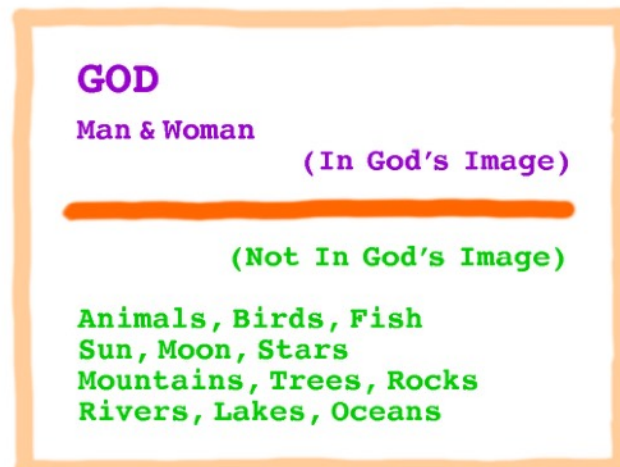 GOD
Man & Woman
(In God's Image)
(Not In God's Image)
Animals, Birds, Fish
Sun, Moon, Stars
Mountains, Trees, Rocks
Rivers, Lakes, Oceans